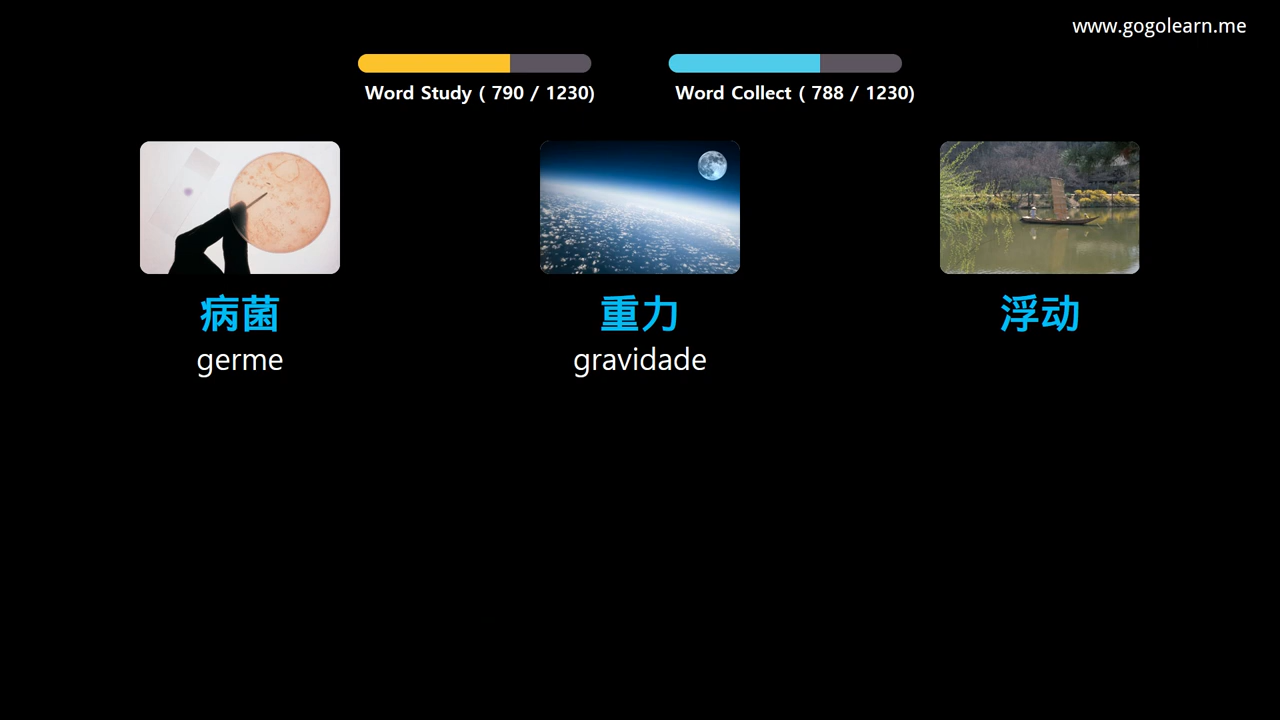 www.gogolearn.me
Word Study ( 790 / 1230)
Word Collect ( 788 / 1230)
病菌
germe
重力
gravidade
浮动